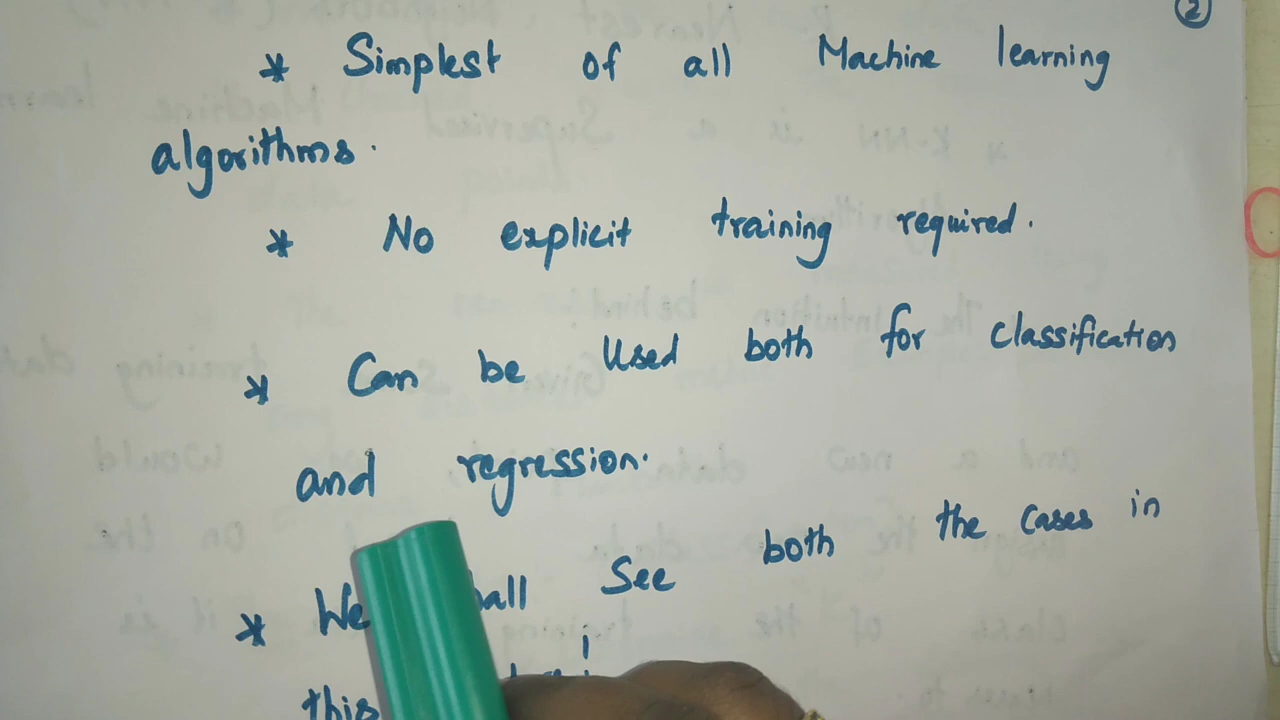 ②
* Simplest of all Machine learning
algorithms.
* No explicit training required.
* Can be Used both for classification
and regression.
* We See both the cases in
this